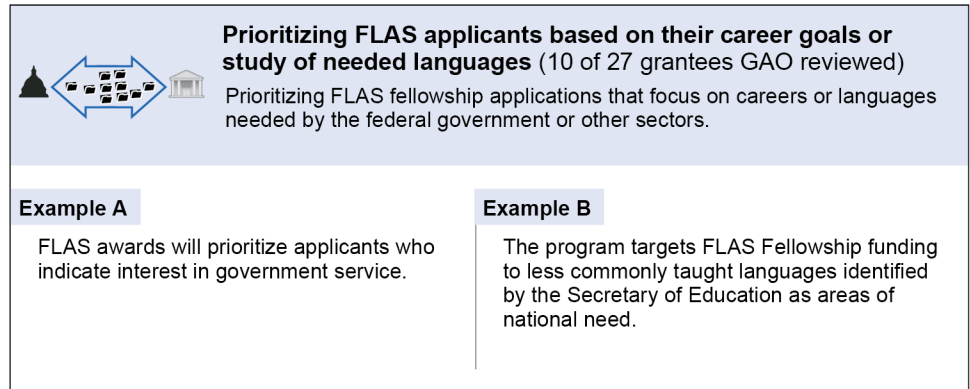 Prioritizing FLAS applicants based on their career goals or
study of needed languages (10 of 27 grantees GAO reviewed)
Prioritizing FLAS fellowship applications that focus on careers or languages
needed by the federal government or other sectors.
Example A
FLAS awards will prioritize applicants who
indicate interest in government service.
Example B
The program targets FLAS Fellowship funding
to less commonly taught languages identified
by the Secretary of Education as areas of
national need.